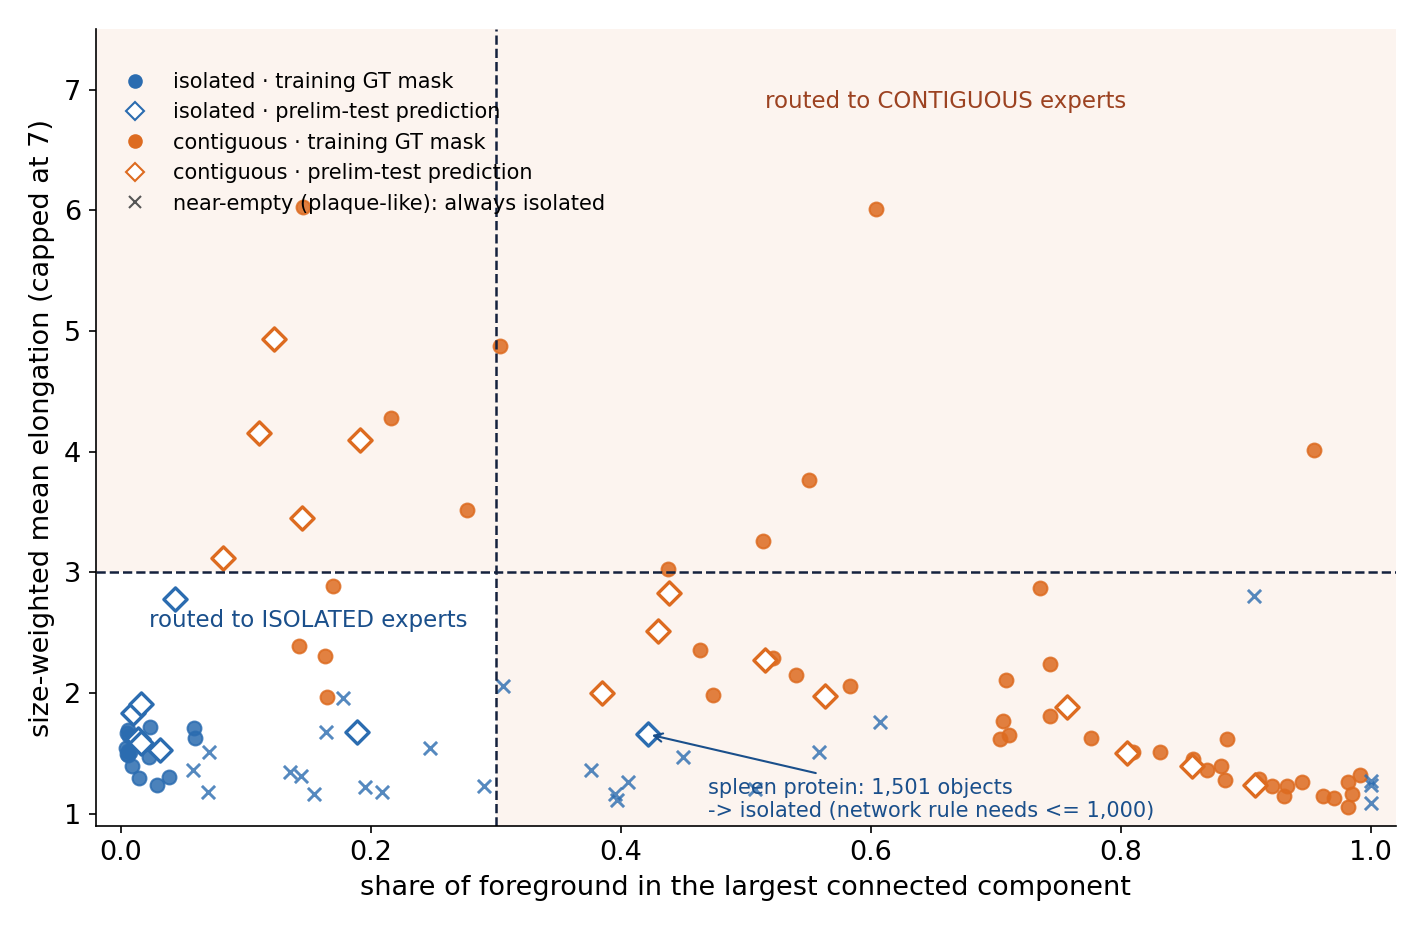 isolated · training GT mask
isolated · prelim-test prediction
contiguous · training GT mask
contiguous · prelim-test prediction
near-empty (plaque-like): always isolated
routed to CONTIGUOUS experts
routed to ISOLATED experts
spleen protein: 1,501 objects
-> isolated (network rule needs <= 1,000)
size-weighted mean elongation (capped at 7)
7
6
5
4
3
2
1
0.0 0.2 0.4 0.6 0.8 1.0
share of foreground in the largest connected component